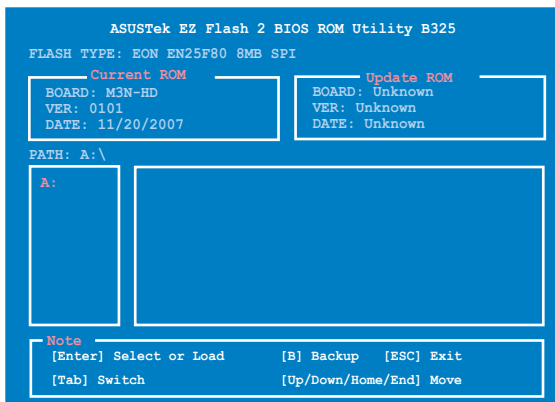 ASUSTek EZ Flash 2 BIOS ROM Utility B325
FLASH TYPE: EON EN25F80 8MB SPI
Current ROM
BOARD: M3N-HD
VER: 0101
DATE: 11/20/2007
Update ROM
BOARD: Unknown
VER: Unknown
DATE: Unknown
PATH: A:\
A:
Note
[Enter] Select or Load [B] Backup [ESC] Exit
[Tab] Switch [Up/Down/Home/End] Move